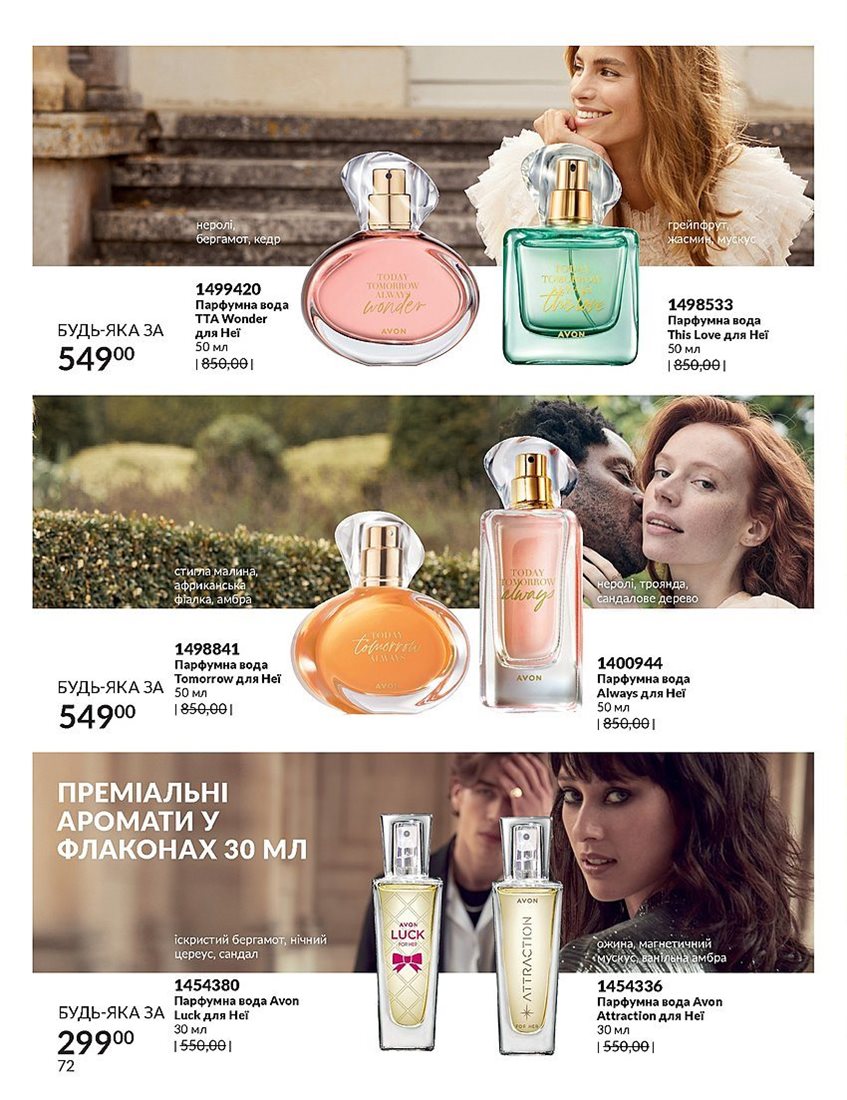 неролі,
бергамот, кедр
грейпфрут,
жасмин, мускус
TODAY
TOMORROW
ALWAYS
wonder
AVON
TODAY
TOMORROW
ALWAYS
this love
AVON
БУДЬ-ЯКА ЗА
549⁰⁰
1499420
Парфумна вода
TTA Wonder
для Неї
50 мл
| 850,00 |
1498533
Парфумна вода
This Love для Неї
50 мл
| 850,00 |
стигла малина,
африканська
фіалка, амбра
неролі, троянда,
сандалове дерево
TODAY
tomorrow
ALWAYS
AVON
TODAY
TOMORROW
always
AVON
БУДЬ-ЯКА ЗА
549⁰⁰
1498841
Парфумна вода
Tomorrow для Неї
50 мл
| 850,00 |
1400944
Парфумна вода
Always для Неї
50 мл
| 850,00 |
ПРЕМІАЛЬНІ
АРОМАТИ У
ФЛАКОНАХ 30 МЛ
іскристий бергамот, нічний
цереус, сандал
ожина, магнетичний
мускус, ванільна амбра
AVON
LUCK
FOR HER
AVON
ATTRACTION
FOR HER
БУДЬ-ЯКА ЗА
299⁰⁰
1454380
Парфумна вода Avon
Luck для Неї
30 мл
| 550,00 |
1454336
Парфумна вода Avon
Attraction для Неї
30 мл
| 550,00 |
72